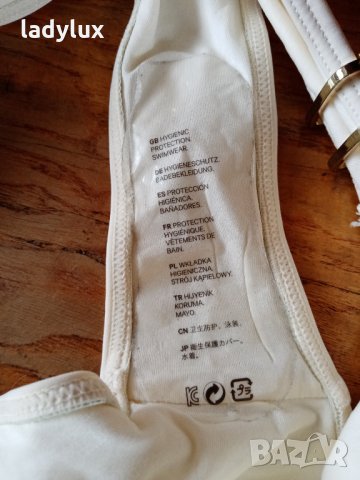 ladylux
GB HYGIENIC
PROTECTION
SWIMWEAR.
DE HYGIENESCHUTZ.
BADEBEKLEIDUNG.
ES PROTECCIÓN
HIGIÉNICA.
BAÑADORES.
FR PROTECTION
HYGIÉNIQUE.
VÊTEMENTS DE
BAIN.
PL WKŁADKA
HIGIENICZNA.
STRÓJ KĄPIELOWY.
TR HIJYENİK
KORUMA.
MAYO.
CN 卫生防护、泳装。
JP 衛生保護カバー。
水着。
BAZAR